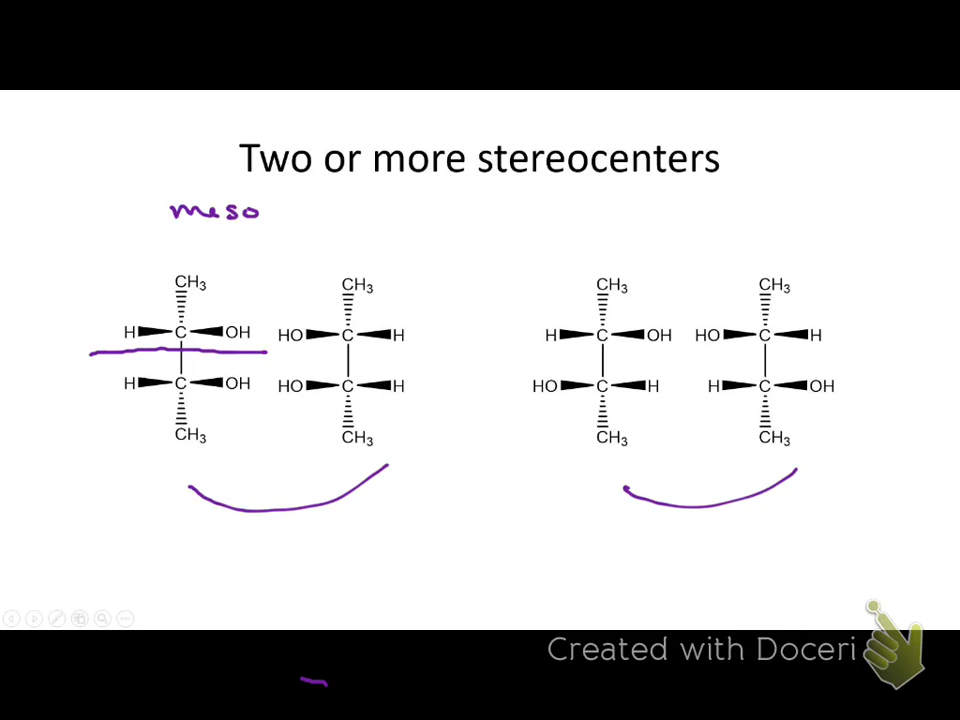 Two or more stereocenters
meso
CH3 CH3 CH3 CH3
H C OH HO C H H C OH HO C H
H C OH HO C H HO C H H C OH
CH3 CH3 CH3 CH3
Created with Doceri